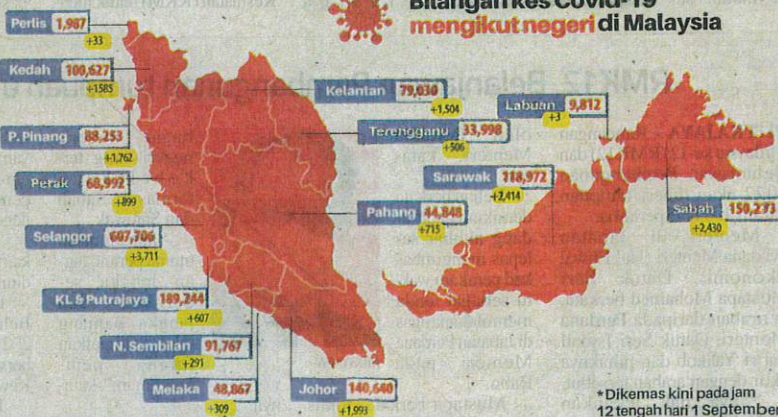 Bilangan kes Covid-19
mengikut negeri di Malaysia
Perlis 1,987
+33
Kedah 100,627
+1585
P. Pinang 88,253
+1,762
Perak 68,992
+899
Selangor 607,706
+3,711
KL & Putrajaya 189,244
+607
N. Sembilan 91,767
+291
Melaka 48,867
+309
Johor 140,640
+1,993
Kelantan 79,030
+1,504
Terengganu 33,998
+506
Pahang 44,848
+715
Labuan 9,812
+3
Sarawak 118,972
+2,414
Sabah 150,273
+2,430
*Dikemas kini pada jam
12 tengah hari 1 September